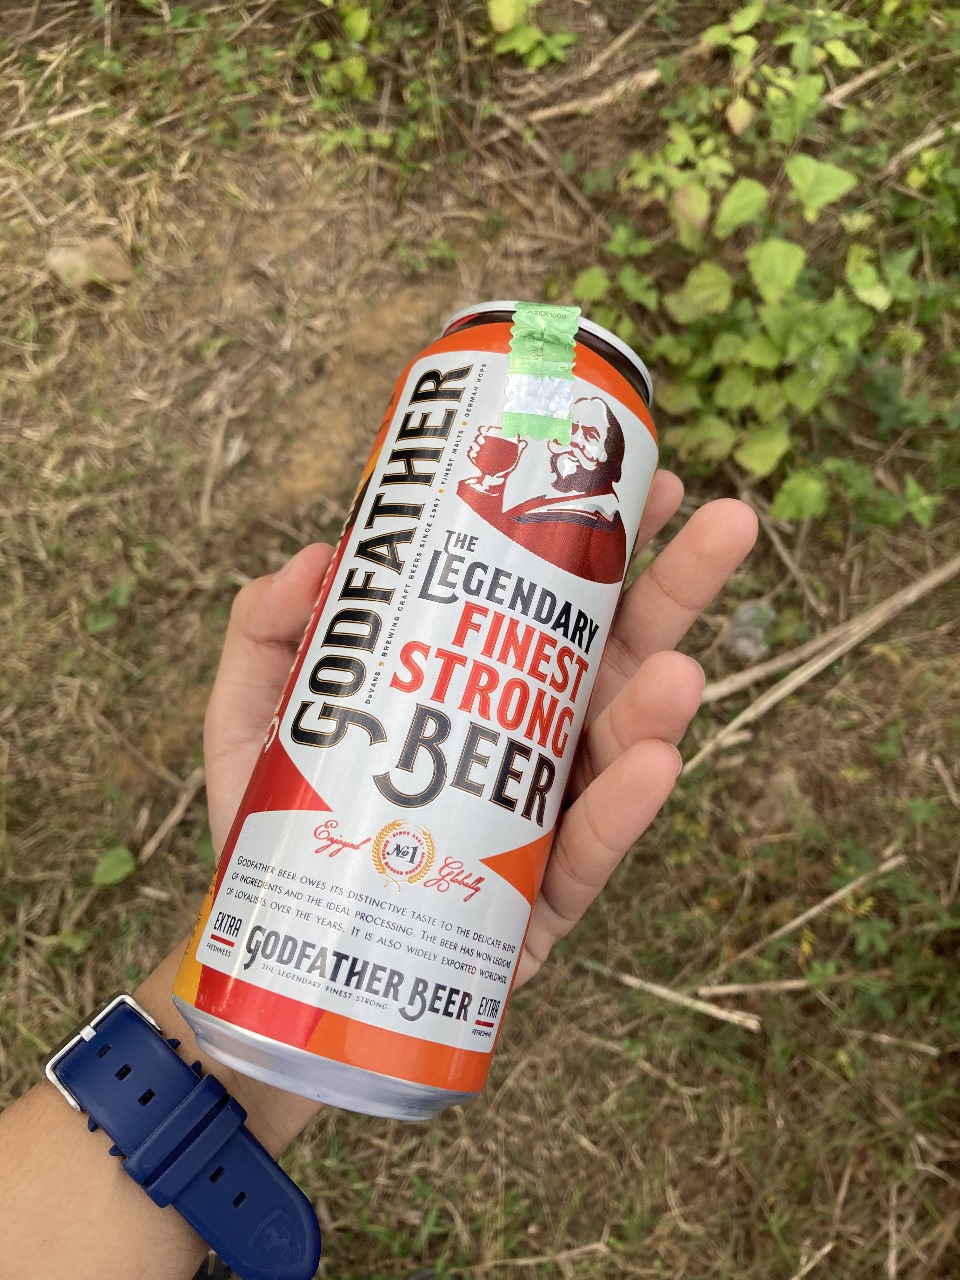 GODFATHER
DEVANS • BREWING CRAFT BEERS SINCE 1967 • FINEST MALTS • GERMAN HOPS
THE
LEGENDARY
FINEST
STRONG
BEER
Enjoyed No1 Globally
GODFATHER BEER OWES ITS DISTINCTIVE TASTE TO THE DELICATE BLEND
OF INGREDIENTS AND THE IDEAL PROCESSING. THE BEER HAS WON LEGIONS
OF LOYALISTS OVER THE YEARS. IT IS ALSO WIDELY EXPORTED WORLDWIDE.
EXTRA
FRESHNESS
GODFATHER BEER
THE LEGENDARY FINEST STRONG
EXTRA